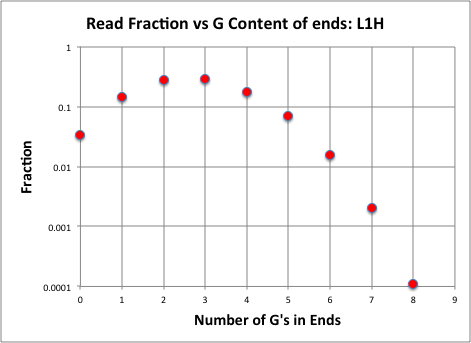 Read Fraction vs G Content of ends: L1H
1
0.1
0.01
0.001
0.0001
Fraction
0 1 2 3 4 5 6 7 8 9
Number of G's in Ends